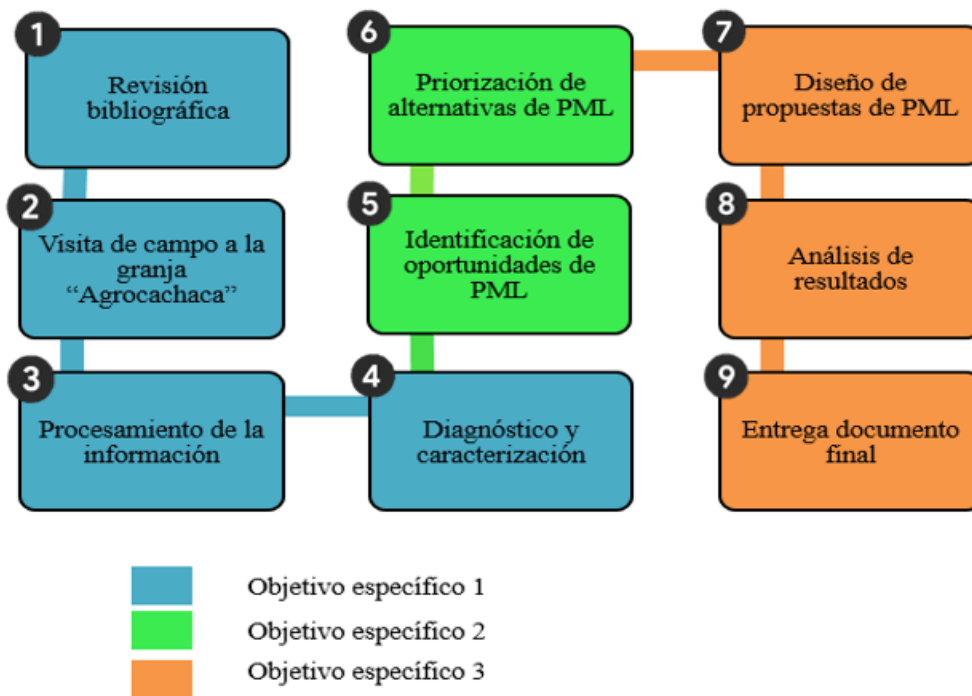 1
Revisión
bibliográfica
2
Visita de campo a la
granja
“Agrocachaca”
3
Procesamiento de la
información
4
Diagnóstico y
caracterización
5
Identificación de
oportunidades de
PML
6
Priorización de
alternativas de PML
7
Diseño de
propuestas de PML
8
Análisis de
resultados
9
Entrega documento
final
Objetivo específico 1
Objetivo específico 2
Objetivo específico 3